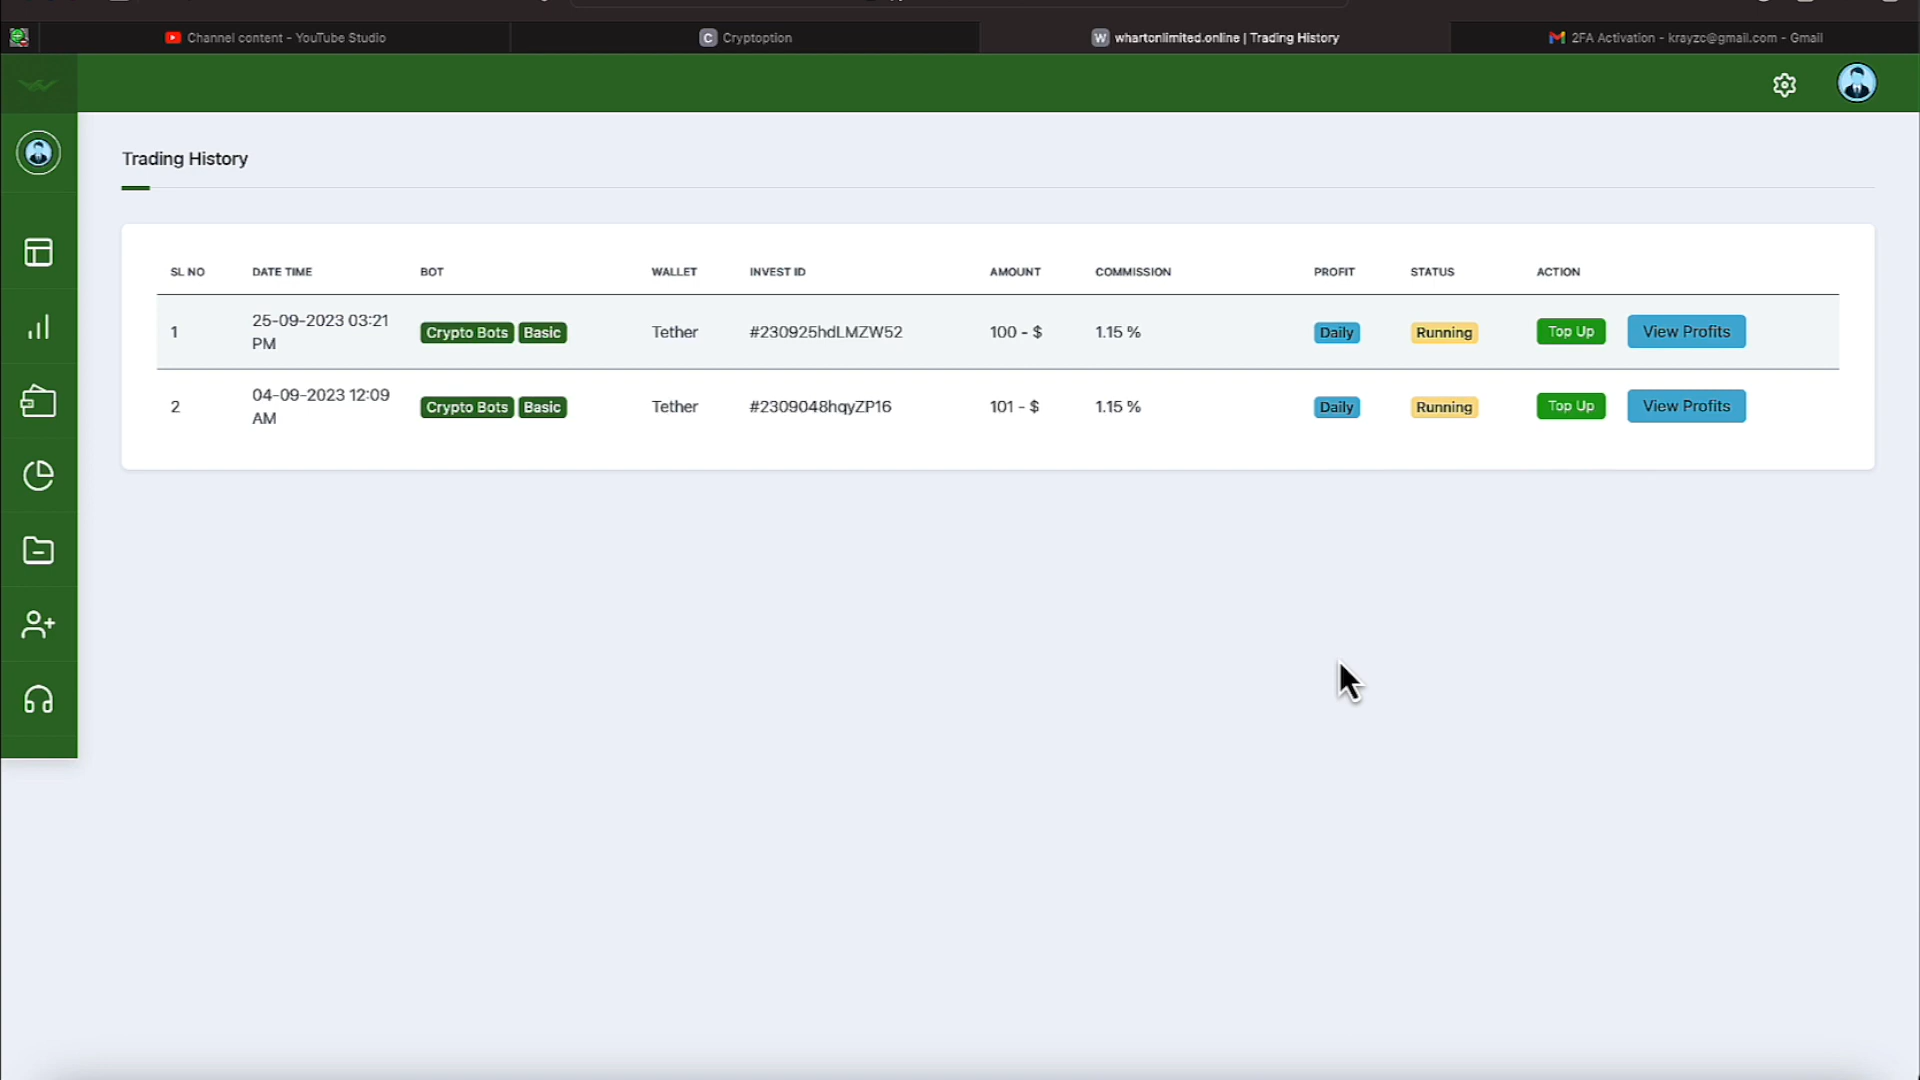 Channel content - YouTube Studio
C Cryptoption
W whartonlimited.online | Trading History
2FA Activation - krayzc@gmail.com - Gmail
Trading History
SL NO DATE TIME BOT WALLET INVEST ID AMOUNT COMMISSION PROFIT STATUS ACTION
1 25-09-2023 03:21 PM Crypto Bots Basic Tether #230925hdLMZW52 100 - $ 1.15 % Daily Running Top Up View Profits
2 04-09-2023 12:09 AM Crypto Bots Basic Tether #2309048hqyZP16 101 - $ 1.15 % Daily Running Top Up View Profits